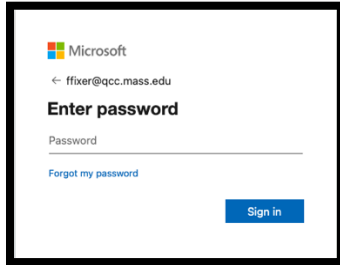 Microsoft
← ffixer@qcc.mass.edu
Enter password
Password
Forgot my password
Sign in